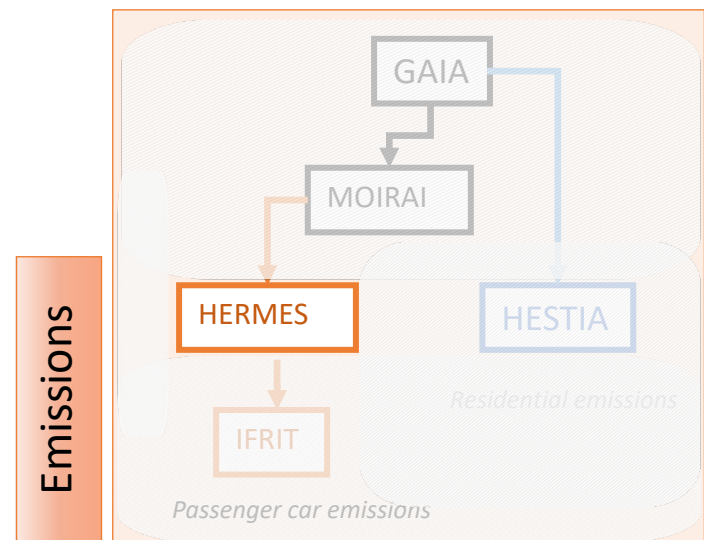 GAIA
MOIRAI
HERMES
HESTIA
Residential emissions
IFRIT
Passenger car emissions
Emissions